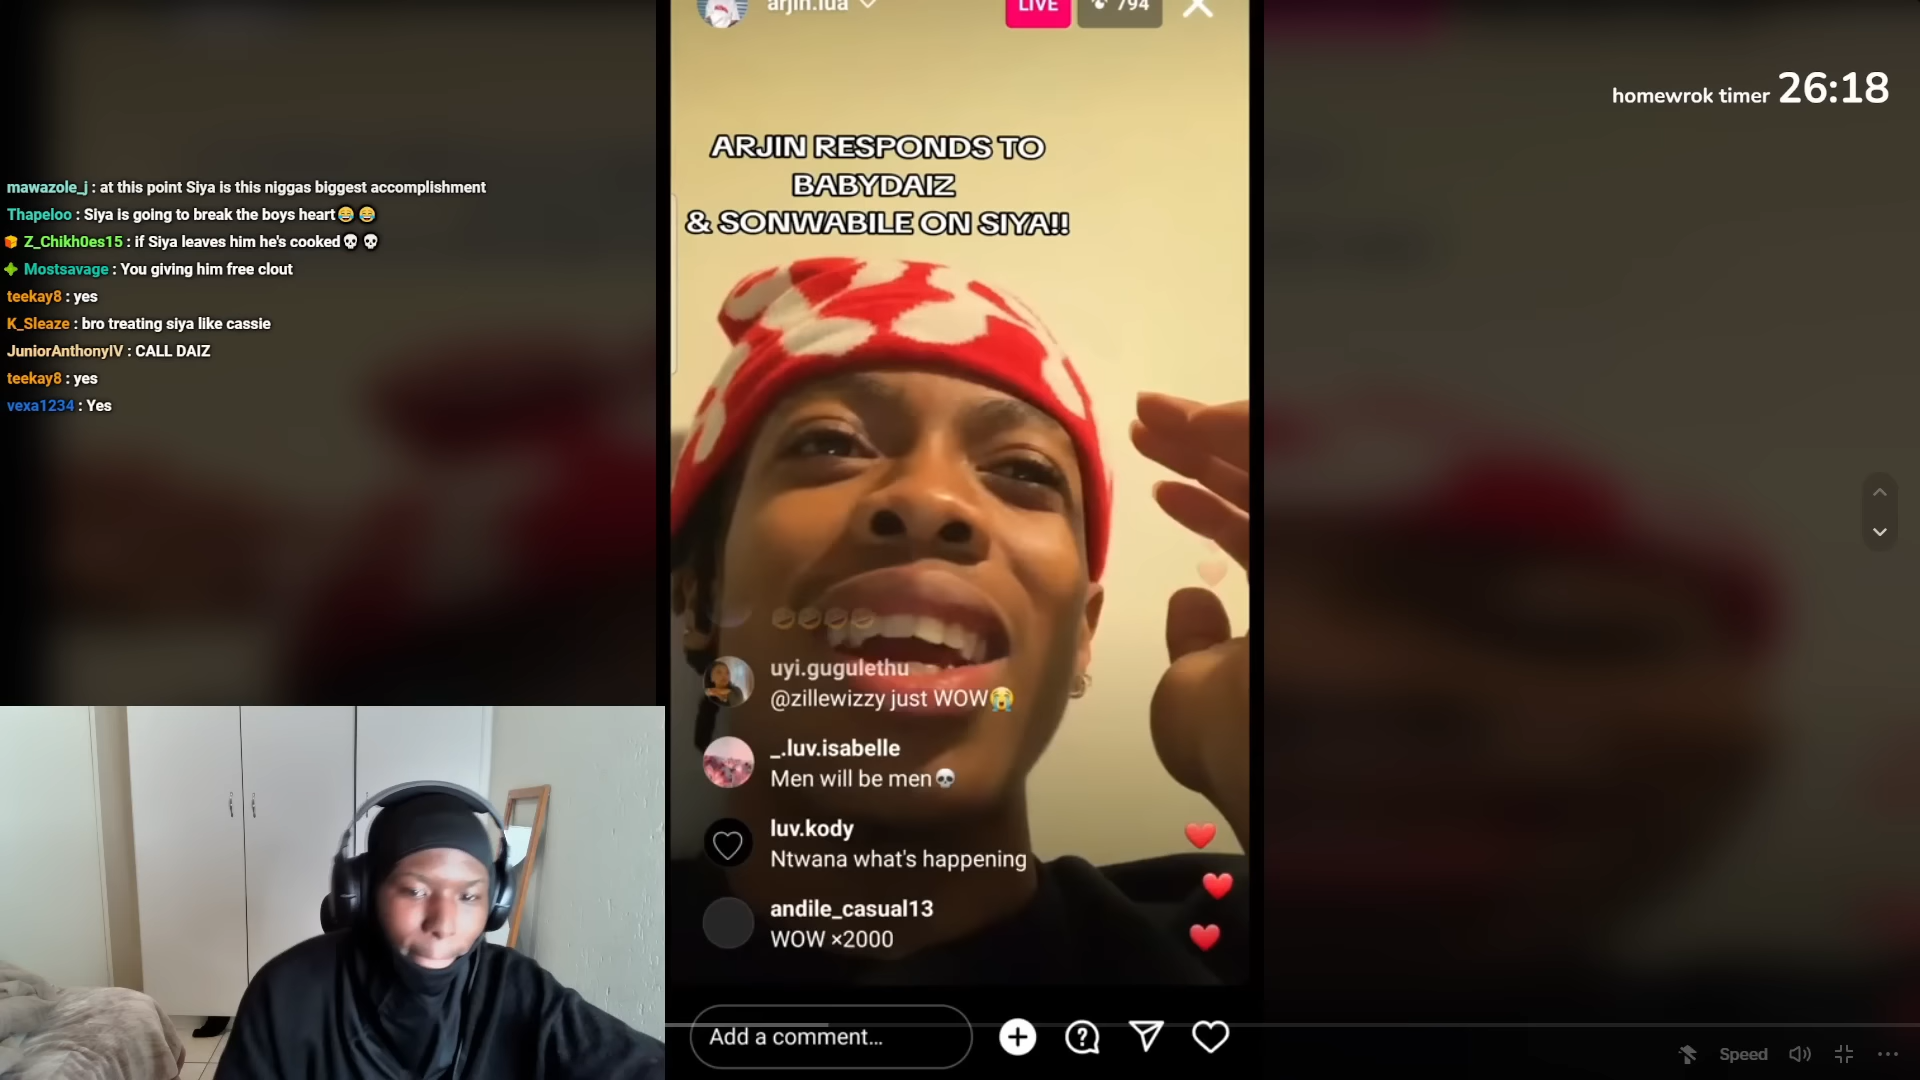 arjin.lua
LIVE
794
homewrok timer 26:18
ARJIN RESPONDS TO
BABYDAIZ
& SONWABILE ON SIYA!!
mawazole_j : at this point Siya is this niggas biggest accomplishment
Thapeloo : Siya is going to break the boys heart😂 😂
Z_Chikh0es15 : if Siya leaves him he's cooked💀 💀
Mostsavage : You giving him free clout
teekay8 : yes
K_Sleaze : bro treating siya like cassie
JuniorAnthonyIV : CALL DAIZ
teekay8 : yes
vexa1234 : Yes
uyi.gugulethu
@zillewizzy just WOW😭
_.luv.isabelle
Men will be men💀
luv.kody
Ntwana what's happening
andile_casual13
WOW ×2000
Add a comment...
Speed